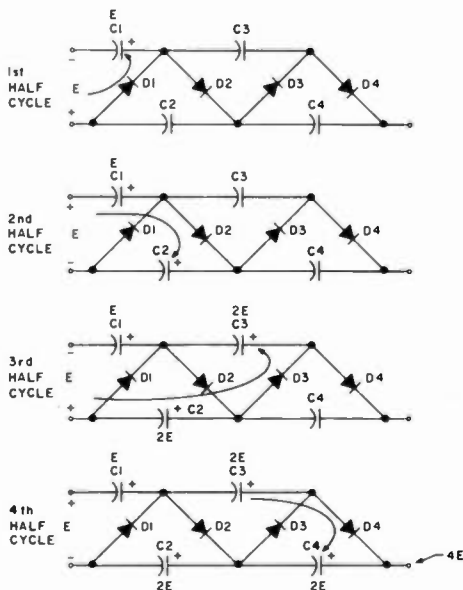 E
C1 + C3
-
1st
HALF E D1 D2 D3 D4
CYCLE
+ C2 C4
E
C1 + C3
+
2nd
HALF E D1 D2 D3 D4
CYCLE
- C2 + C4
E 2E
C1 + C3 +
-
3rd
HALF E D1 D2 D3 D4
CYCLE
+ + C2 C4
2E
E 2E
C1 + C3 +
+
4th
HALF E D1 D2 D3 D4
CYCLE
- C2 + C4 + 4E
2E 2E